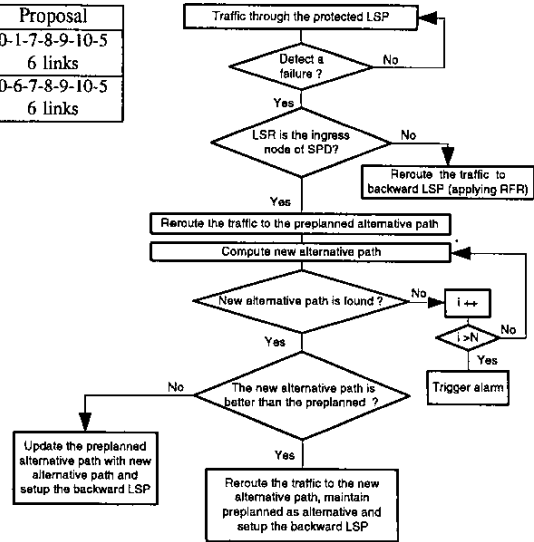 Proposal
0-1-7-8-9-10-5
6 links
0-6-7-8-9-10-5
6 links
Traffic through the protected LSP
Detect a
failure ?
No
Yes
LSR is the ingress
node of SPD?
No
Reroute the traffic to
backward LSP (applying RFR)
Yes
Reroute the traffic to the preplanned alternative path
Compute new alternative path
New alternative path is found ?
No
i ++
i >N
No
Yes
Trigger alarm
Yes
The new alternative path is
better than the preplanned ?
No
Update the preplanned
alternative path with new
alternative path and
setup the backward LSP
Yes
Reroute the traffic to the new
alternative path, maintain
preplanned as alternative and
setup the backward LSP